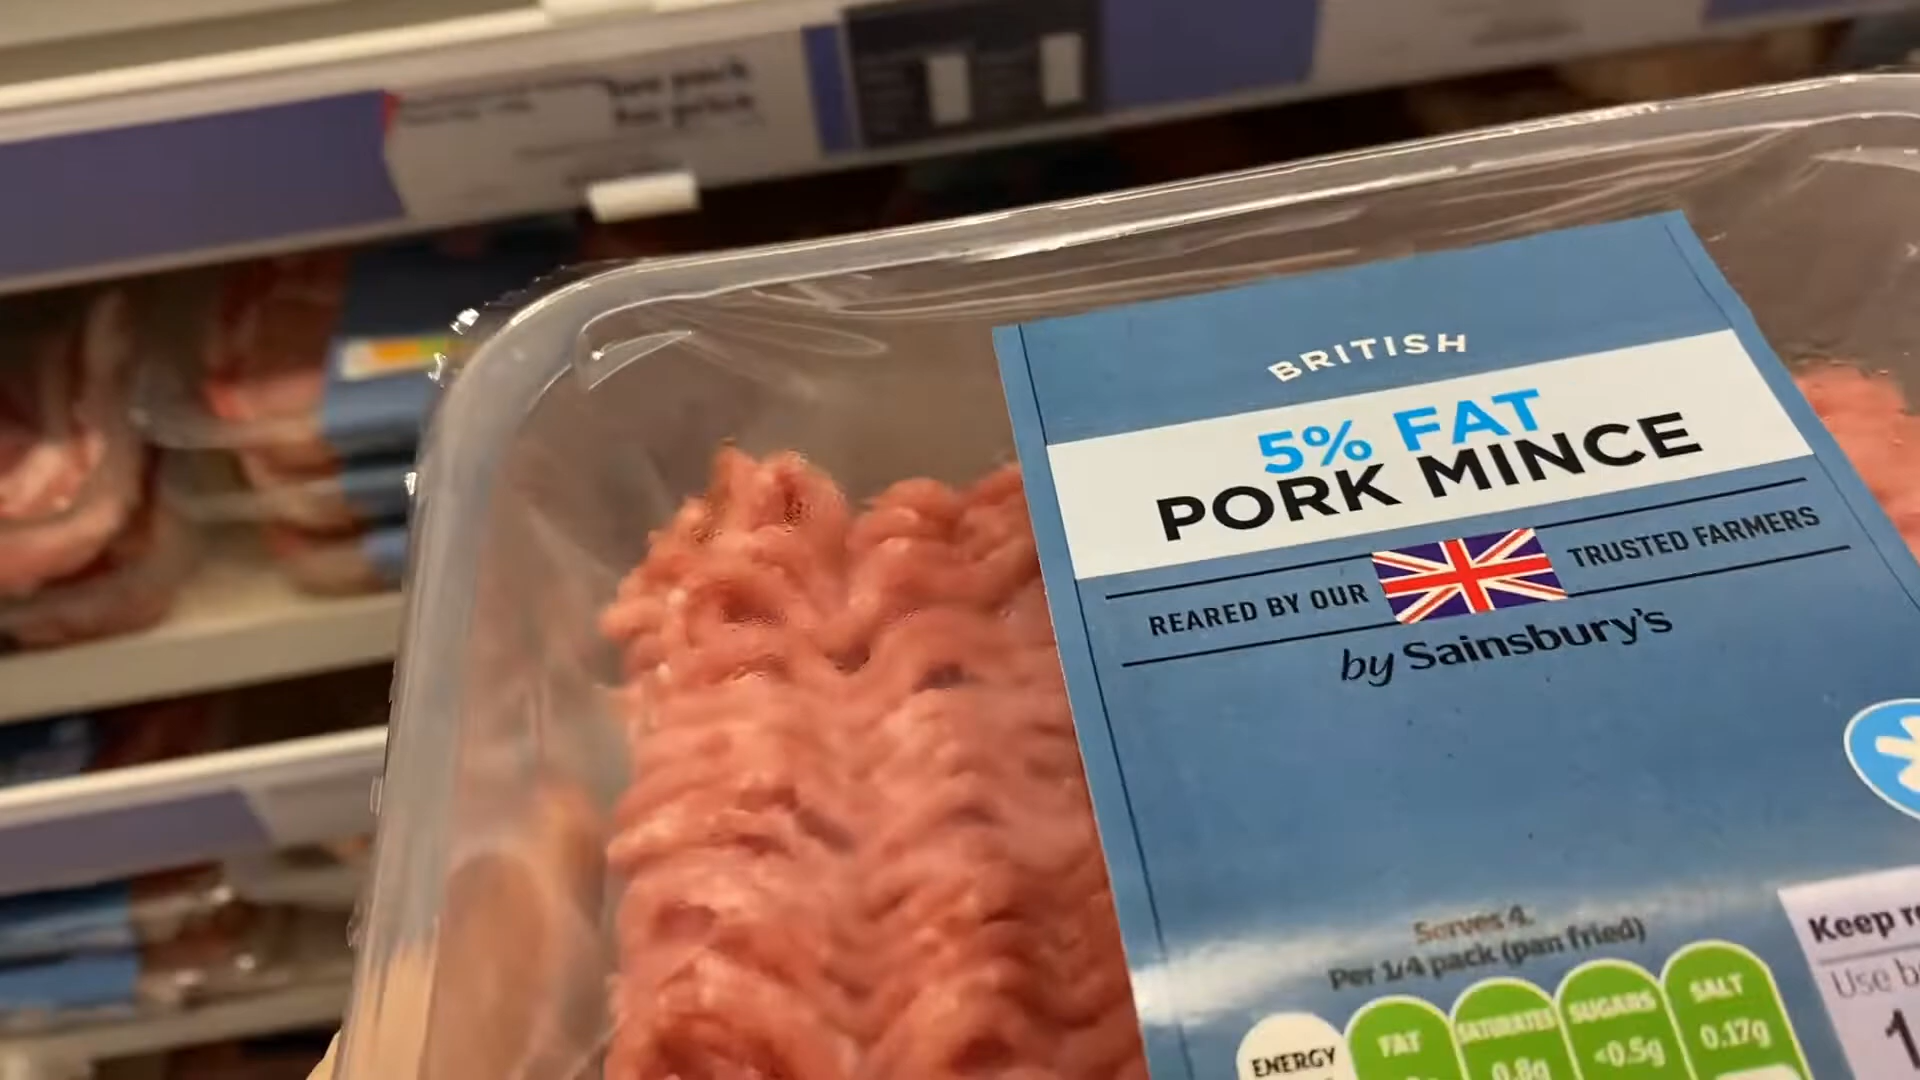 BRITISH
5% FAT
PORK MINCE
REARED BY OUR TRUSTED FARMERS
by Sainsbury's
Serves 4.
Per 1/4 pack (pan fried)
ENERGY FAT SATURATES SUGARS SALT
0.8g <0.5g 0.17g
Keep
Use